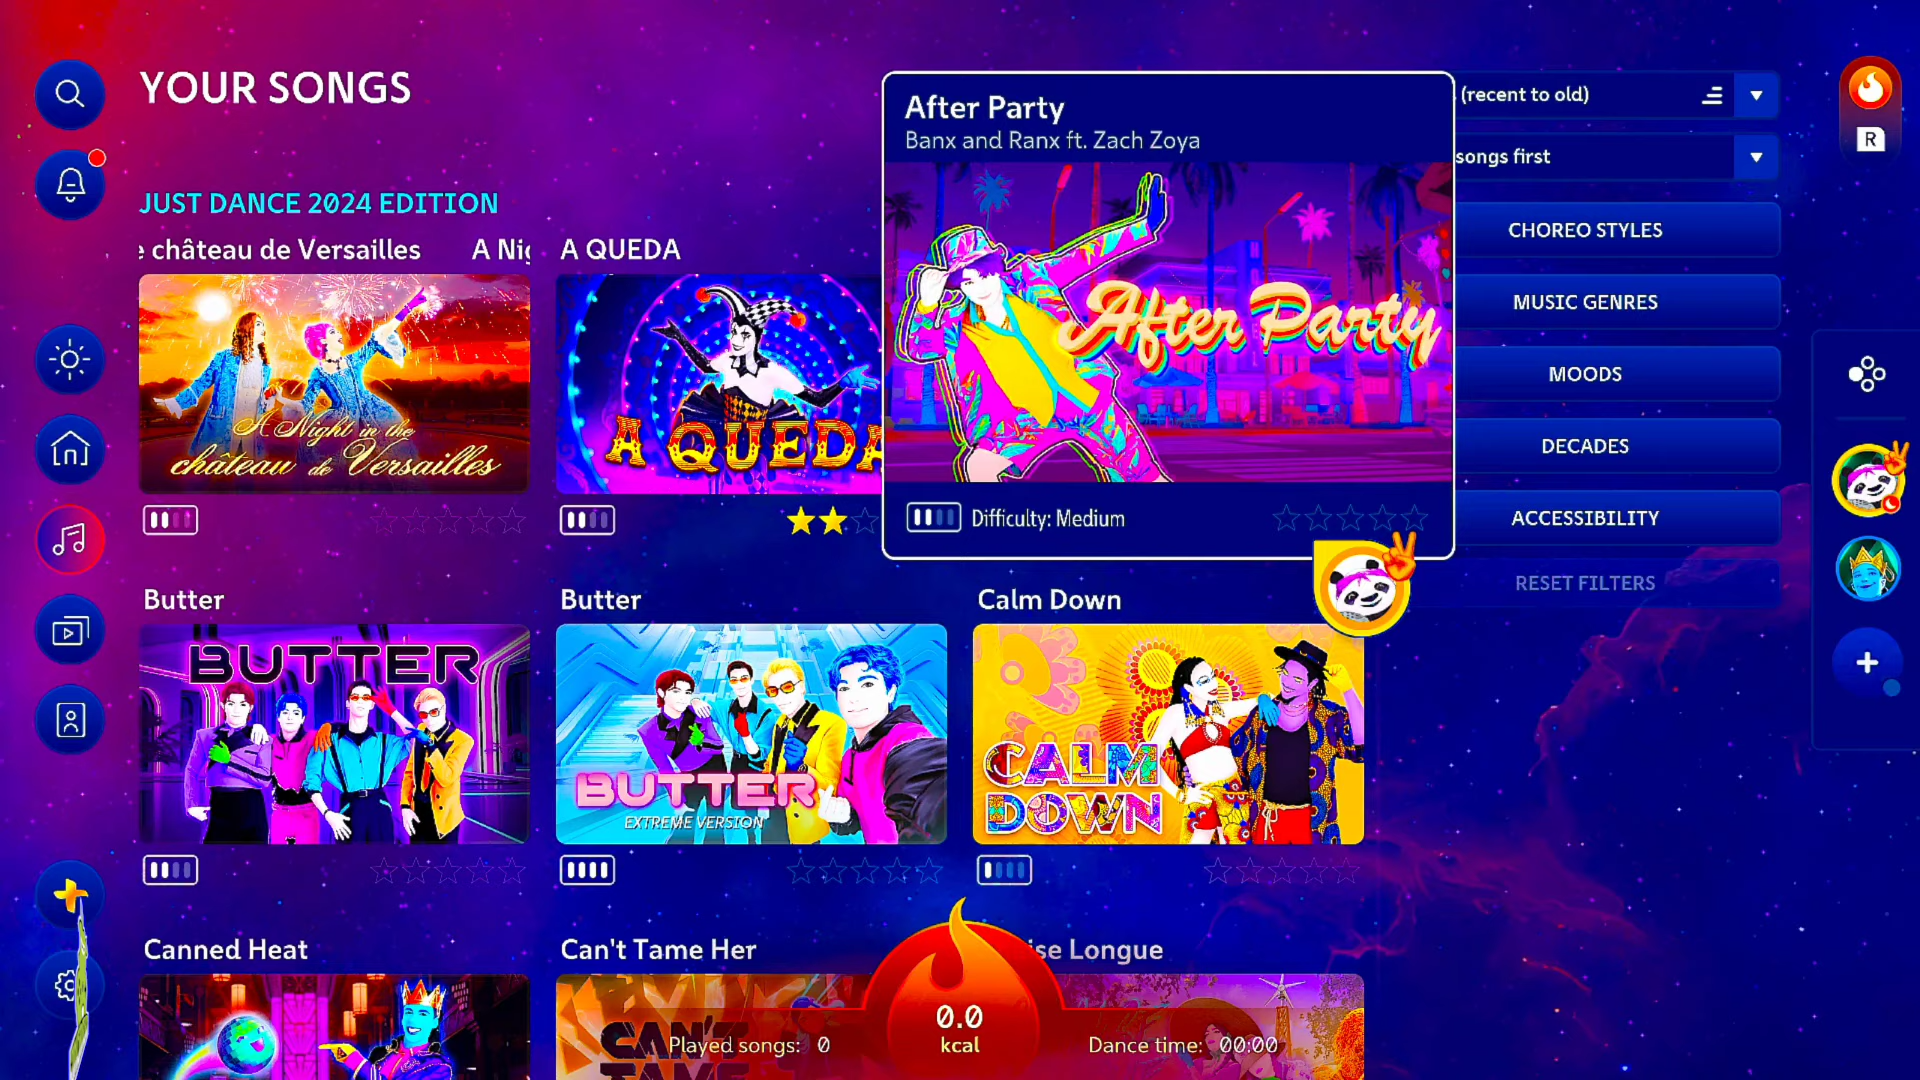 YOUR SONGS
JUST DANCE 2024 EDITION
château de Versailles
A QUEDA
A Night in the
château de Versailles
A QUEDA
After Party
Banx and Ranx ft. Zach Zoya
After Party
Difficulty: Medium
(recent to old)
songs first
CHOREO STYLES
MUSIC GENRES
MOODS
DECADES
ACCESSIBILITY
RESET FILTERS
R
Butter
BUTTER
Butter
BUTTER
EXTREME VERSION
Calm Down
CALM
DOWN
Canned Heat
Can't Tame Her
CAN'T
TAME
Longue
Played songs: 0
0.0
kcal
Dance time: 00:00